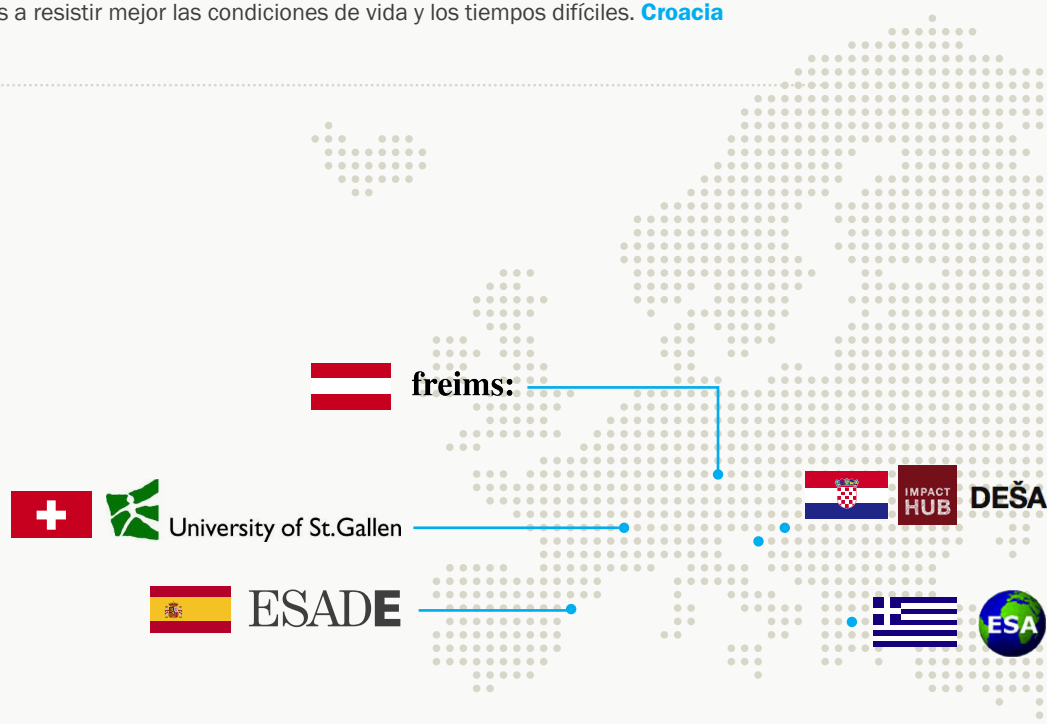 s a resistir mejor las condiciones de vida y los tiempos difíciles. Croacia
freims:
IMPACT
HUB
DEŠA
University of St.Gallen
ESADE
ESA